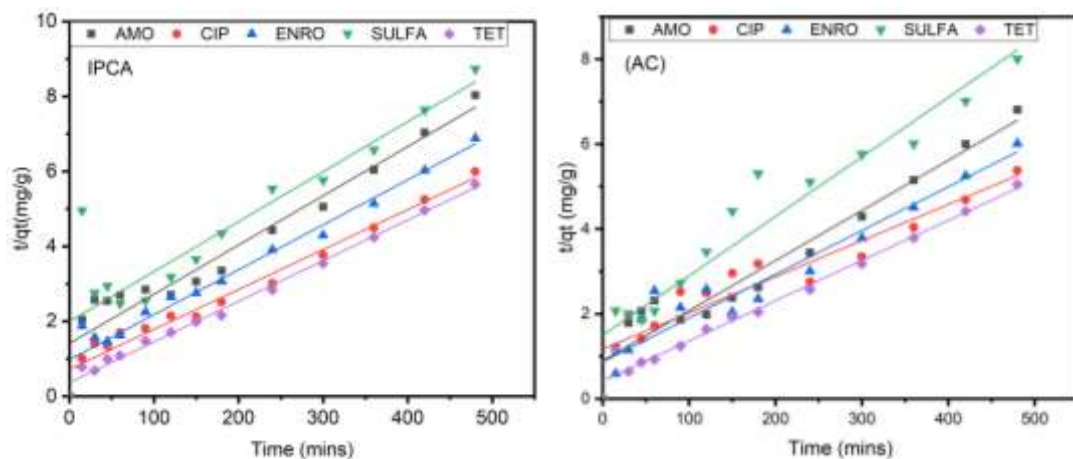 AMO CIP ENRO SULFA TET
IPCA
10
8
6
4
2
0
t/qt(mg/g)
0 100 200 300 400 500
Time (mins)
AMO CIP ENRO SULFA TET
(AC)
8
6
4
2
0
t/qt (mg/g)
0 100 200 300 400 500
Time (mins)